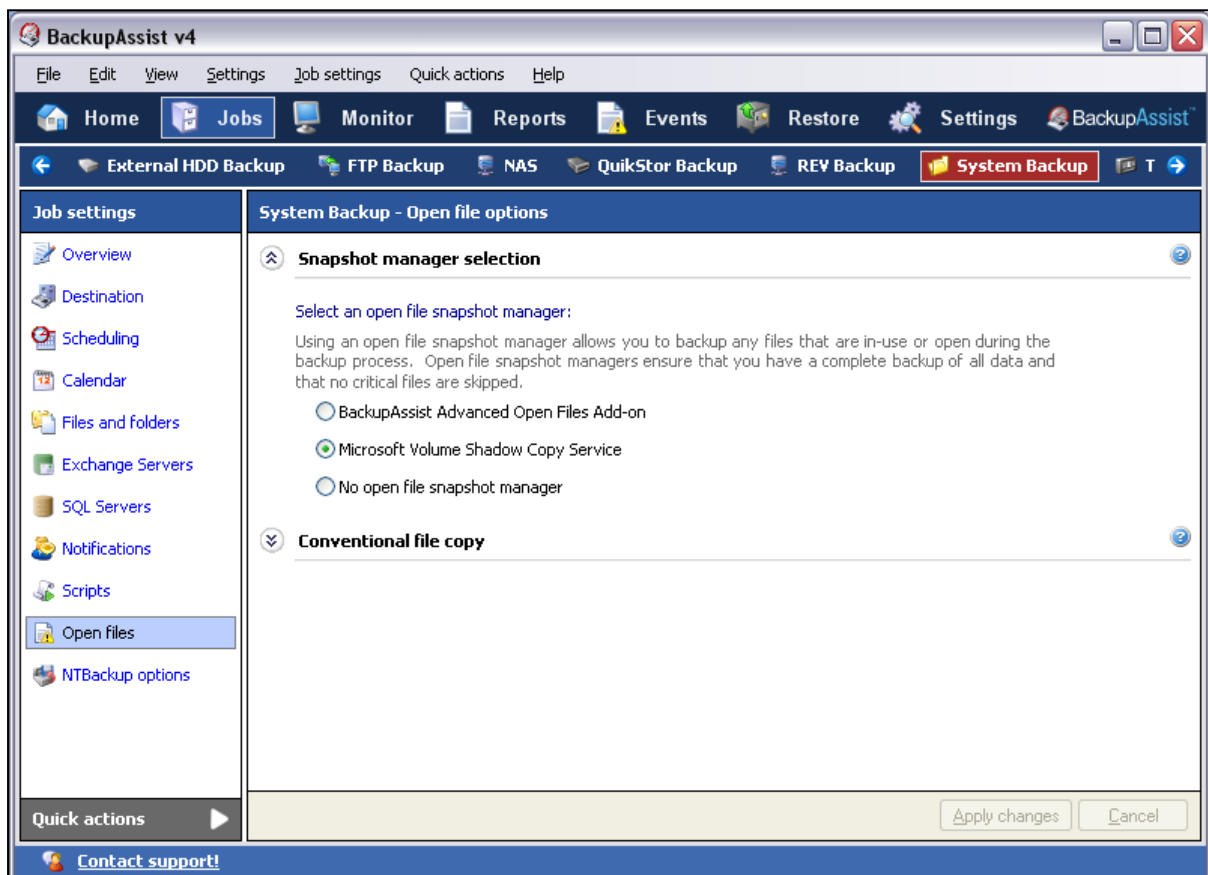 BackupAssist v4
File Edit View Settings Job settings Quick actions Help
Home Jobs Monitor Reports Events Restore Settings BackupAssist™
External HDD Backup FTP Backup NAS QuikStor Backup REV Backup System Backup T
Job settings
Overview
Destination
Scheduling
12
Calendar
Files and folders
Exchange Servers
SQL Servers
Notifications
Scripts
Open files
NTBackup options
Quick actions
System Backup - Open file options
Snapshot manager selection
Select an open file snapshot manager:
Using an open file snapshot manager allows you to backup any files that are in-use or open during the
backup process. Open file snapshot managers ensure that you have a complete backup of all data and
that no critical files are skipped.
BackupAssist Advanced Open Files Add-on
Microsoft Volume Shadow Copy Service
No open file snapshot manager
Conventional file copy
Apply changes Cancel
Contact support!